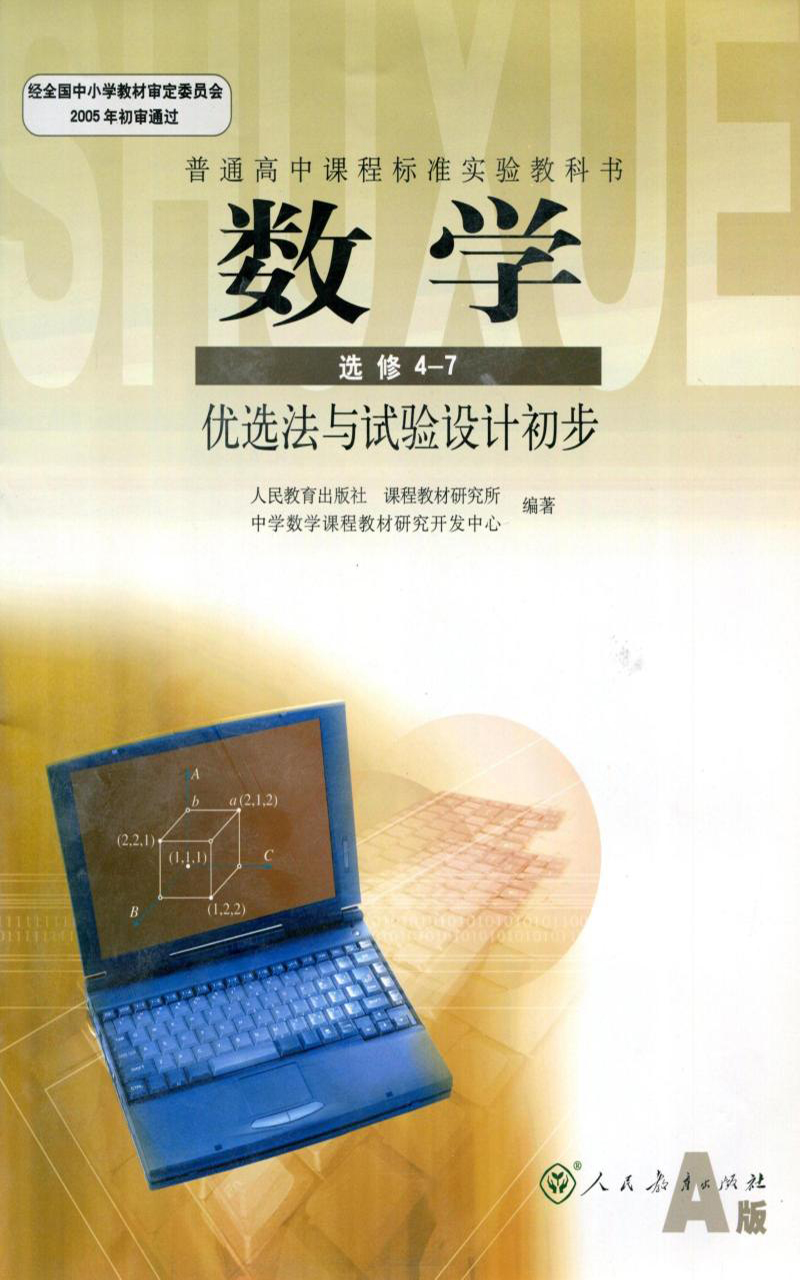 SHUXUE
经全国中小学教材审定委员会
2005年初审通过
普通高中课程标准实验教科书
数学
选修 4-7
优选法与试验设计初步
人民教育出版社 课程教材研究所
中学数学课程教材研究开发中心
编著
A
b a(2,1,2)
(2,2,1)
(1,1,1) C
B (1,2,2)
人民教育出版社
A版